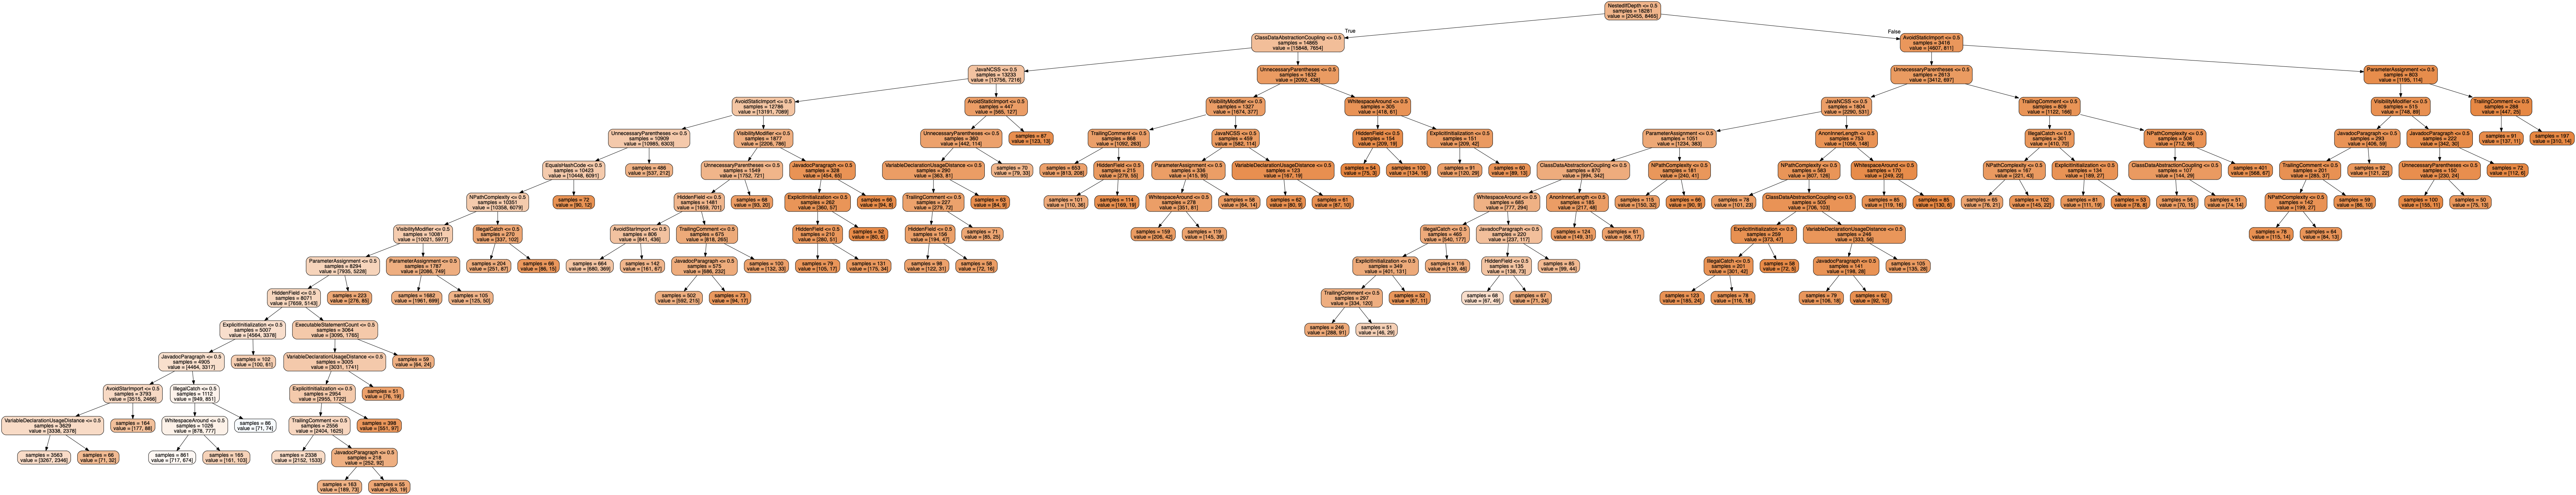 NestedIfDepth <= 0.5
samples = 18281
value = [20455, 8465]
True
False
ClassDataAbstractionCoupling <= 0.5
samples = 14865
value = [15848, 7654]
AvoidStaticImport <= 0.5
samples = 3416
value = [4607, 811]
JavaNCSS <= 0.5
samples = 13233
value = [13756, 7216]
UnnecessaryParentheses <= 0.5
samples = 1632
value = [2092, 438]
UnnecessaryParentheses <= 0.5
samples = 2613
value = [3412, 697]
ParameterAssignment <= 0.5
samples = 803
value = [1195, 114]
AvoidStaticImport <= 0.5
samples = 12786
value = [13191, 7089]
AvoidStaticImport <= 0.5
samples = 447
value = [565, 127]
VisibilityModifier <= 0.5
samples = 1327
value = [1674, 377]
WhitespaceAround <= 0.5
samples = 305
value = [418, 61]
JavaNCSS <= 0.5
samples = 1804
value = [2290, 531]
TrailingComment <= 0.5
samples = 809
value = [1122, 166]
VisibilityModifier <= 0.5
samples = 515
value = [748, 89]
TrailingComment <= 0.5
samples = 288
value = [447, 25]
UnnecessaryParentheses <= 0.5
samples = 10909
value = [10985, 6303]
VisibilityModifier <= 0.5
samples = 1877
value = [2206, 786]
UnnecessaryParentheses <= 0.5
samples = 360
value = [442, 114]
samples = 87
value = [123, 13]
TrailingComment <= 0.5
samples = 868
value = [1092, 263]
JavaNCSS <= 0.5
samples = 459
value = [582, 114]
HiddenField <= 0.5
samples = 154
value = [209, 19]
ExplicitInitialization <= 0.5
samples = 151
value = [209, 42]
ParameterAssignment <= 0.5
samples = 1051
value = [1234, 383]
AnonInnerLength <= 0.5
samples = 753
value = [1056, 148]
IllegalCatch <= 0.5
samples = 301
value = [410, 70]
NPathComplexity <= 0.5
samples = 508
value = [712, 96]
JavadocParagraph <= 0.5
samples = 293
value = [406, 59]
JavadocParagraph <= 0.5
samples = 222
value = [342, 30]
samples = 91
value = [137, 11]
samples = 197
value = [310, 14]
EqualsHashCode <= 0.5
samples = 10423
value = [10448, 6091]
samples = 486
value = [537, 212]
UnnecessaryParentheses <= 0.5
samples = 1549
value = [1752, 721]
JavadocParagraph <= 0.5
samples = 328
value = [454, 65]
VariableDeclarationUsageDistance <= 0.5
samples = 290
value = [363, 81]
samples = 70
value = [79, 33]
samples = 653
value = [813, 208]
HiddenField <= 0.5
samples = 215
value = [279, 55]
ParameterAssignment <= 0.5
samples = 336
value = [415, 95]
VariableDeclarationUsageDistance <= 0.5
samples = 123
value = [167, 19]
samples = 54
value = [75, 3]
samples = 100
value = [134, 16]
samples = 91
value = [120, 29]
samples = 60
value = [89, 13]
ClassDataAbstractionCoupling <= 0.5
samples = 870
value = [994, 342]
NPathComplexity <= 0.5
samples = 181
value = [240, 41]
NPathComplexity <= 0.5
samples = 583
value = [807, 126]
WhitespaceAround <= 0.5
samples = 170
value = [249, 22]
NPathComplexity <= 0.5
samples = 167
value = [221, 43]
ExplicitInitialization <= 0.5
samples = 134
value = [189, 27]
ClassDataAbstractionCoupling <= 0.5
samples = 107
value = [144, 29]
samples = 401
value = [568, 67]
TrailingComment <= 0.5
samples = 201
value = [285, 37]
samples = 92
value = [121, 22]
UnnecessaryParentheses <= 0.5
samples = 150
value = [230, 24]
samples = 72
value = [112, 6]
NPathComplexity <= 0.5
samples = 10351
value = [10358, 6079]
samples = 72
value = [90, 12]
HiddenField <= 0.5
samples = 1481
value = [1659, 701]
samples = 68
value = [93, 20]
ExplicitInitialization <= 0.5
samples = 262
value = [360, 57]
samples = 66
value = [94, 8]
TrailingComment <= 0.5
samples = 227
value = [279, 72]
samples = 63
value = [84, 9]
samples = 101
value = [110, 36]
samples = 114
value = [169, 19]
WhitespaceAround <= 0.5
samples = 278
value = [351, 81]
samples = 58
value = [64, 14]
samples = 62
value = [80, 9]
samples = 61
value = [87, 10]
WhitespaceAround <= 0.5
samples = 685
value = [777, 294]
AnonInnerLength <= 0.5
samples = 185
value = [217, 48]
samples = 115
value = [150, 32]
samples = 66
value = [90, 9]
samples = 78
value = [101, 23]
ClassDataAbstractionCoupling <= 0.5
samples = 505
value = [706, 103]
samples = 85
value = [119, 16]
samples = 85
value = [130, 6]
samples = 65
value = [76, 21]
samples = 102
value = [145, 22]
samples = 81
value = [111, 19]
samples = 53
value = [78, 8]
samples = 56
value = [70, 15]
samples = 51
value = [74, 14]
NPathComplexity <= 0.5
samples = 142
value = [199, 27]
samples = 59
value = [86, 10]
samples = 100
value = [155, 11]
samples = 50
value = [75, 13]
VisibilityModifier <= 0.5
samples = 10081
value = [10021, 5977]
IllegalCatch <= 0.5
samples = 270
value = [337, 102]
AvoidStarImport <= 0.5
samples = 806
value = [841, 436]
TrailingComment <= 0.5
samples = 675
value = [818, 265]
HiddenField <= 0.5
samples = 210
value = [280, 51]
samples = 52
value = [80, 6]
HiddenField <= 0.5
samples = 156
value = [194, 47]
samples = 71
value = [85, 25]
samples = 159
value = [206, 42]
samples = 119
value = [145, 39]
IllegalCatch <= 0.5
samples = 465
value = [540, 177]
JavadocParagraph <= 0.5
samples = 220
value = [237, 117]
samples = 124
value = [149, 31]
samples = 61
value = [68, 17]
ExplicitInitialization <= 0.5
samples = 259
value = [373, 47]
VariableDeclarationUsageDistance <= 0.5
samples = 246
value = [333, 56]
samples = 78
value = [115, 14]
samples = 64
value = [84, 13]
ParameterAssignment <= 0.5
samples = 8294
value = [7935, 5228]
ParameterAssignment <= 0.5
samples = 1787
value = [2086, 749]
samples = 204
value = [251, 87]
samples = 66
value = [86, 15]
samples = 664
value = [680, 369]
samples = 142
value = [161, 67]
JavadocParagraph <= 0.5
samples = 575
value = [686, 232]
samples = 100
value = [132, 33]
samples = 79
value = [105, 17]
samples = 131
value = [175, 34]
samples = 98
value = [122, 31]
samples = 58
value = [72, 16]
ExplicitInitialization <= 0.5
samples = 349
value = [401, 131]
samples = 116
value = [139, 46]
HiddenField <= 0.5
samples = 135
value = [138, 73]
samples = 85
value = [99, 44]
IllegalCatch <= 0.5
samples = 201
value = [301, 42]
samples = 58
value = [72, 5]
JavadocParagraph <= 0.5
samples = 141
value = [198, 28]
samples = 105
value = [135, 28]
HiddenField <= 0.5
samples = 8071
value = [7659, 5143]
samples = 223
value = [276, 85]
samples = 1682
value = [1961, 699]
samples = 105
value = [125, 50]
samples = 502
value = [592, 215]
samples = 73
value = [94, 17]
TrailingComment <= 0.5
samples = 297
value = [334, 120]
samples = 52
value = [67, 11]
samples = 68
value = [67, 49]
samples = 67
value = [71, 24]
samples = 123
value = [185, 24]
samples = 78
value = [116, 18]
samples = 79
value = [106, 18]
samples = 62
value = [92, 10]
ExplicitInitialization <= 0.5
samples = 5007
value = [4564, 3378]
ExecutableStatementCount <= 0.5
samples = 3064
value = [3095, 1765]
samples = 246
value = [288, 91]
samples = 51
value = [46, 29]
JavadocParagraph <= 0.5
samples = 4905
value = [4464, 3317]
samples = 102
value = [100, 61]
VariableDeclarationUsageDistance <= 0.5
samples = 3005
value = [3031, 1741]
samples = 59
value = [64, 24]
AvoidStarImport <= 0.5
samples = 3793
value = [3515, 2466]
IllegalCatch <= 0.5
samples = 1112
value = [949, 851]
ExplicitInitialization <= 0.5
samples = 2954
value = [2955, 1722]
samples = 51
value = [76, 19]
VariableDeclarationUsageDistance <= 0.5
samples = 3629
value = [3338, 2378]
samples = 164
value = [177, 88]
WhitespaceAround <= 0.5
samples = 1026
value = [878, 777]
samples = 86
value = [71, 74]
TrailingComment <= 0.5
samples = 2556
value = [2404, 1625]
samples = 398
value = [551, 97]
samples = 3563
value = [3267, 2346]
samples = 66
value = [71, 32]
samples = 861
value = [717, 674]
samples = 165
value = [161, 103]
samples = 2338
value = [2152, 1533]
JavadocParagraph <= 0.5
samples = 218
value = [252, 92]
samples = 163
value = [189, 73]
samples = 55
value = [63, 19]